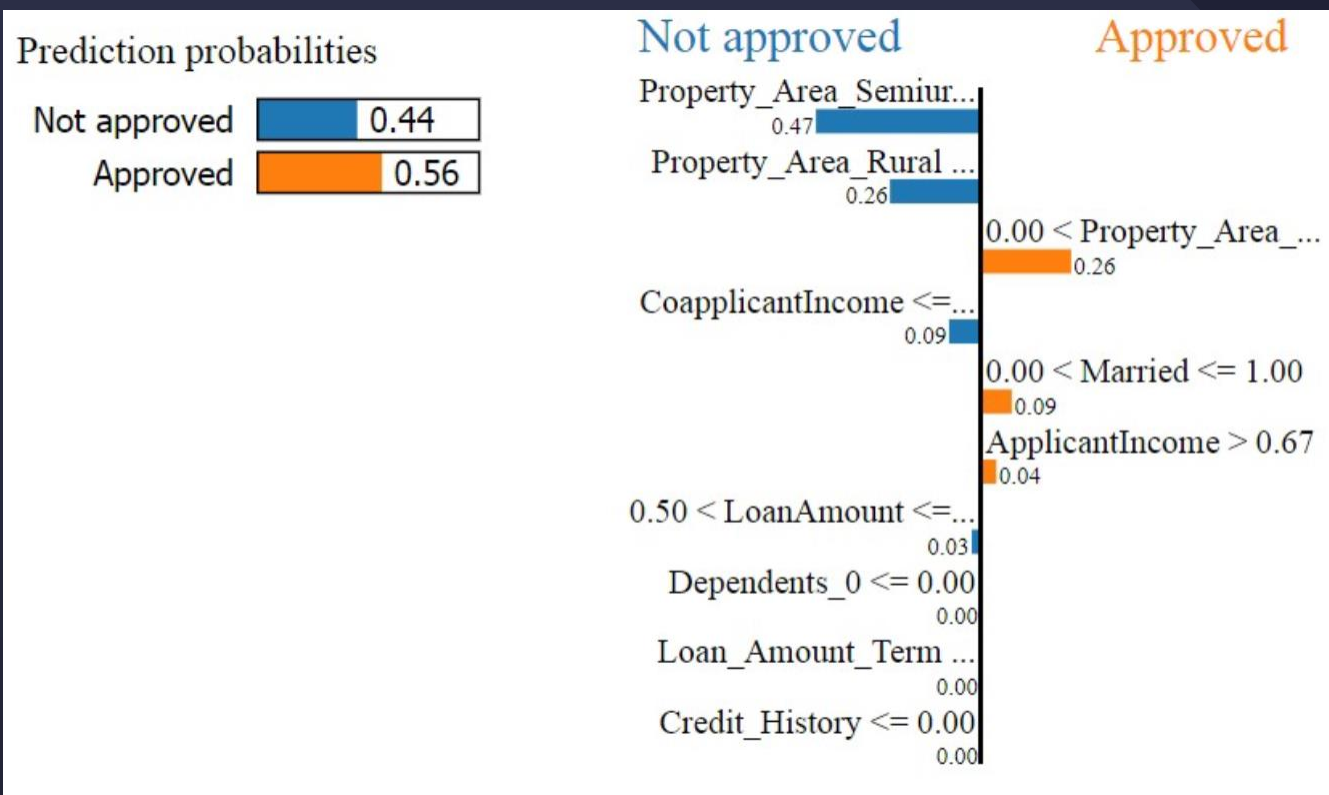 Prediction probabilities
Not approved 0.44
Approved 0.56
Not approved Approved
Property_Area_Semiur...
0.47
Property_Area_Rural ...
0.26
0.00 < Property_Area_...
0.26
CoapplicantIncome <=...
0.09
0.00 < Married <= 1.00
0.09
ApplicantIncome > 0.67
0.04
0.50 < LoanAmount <=...
0.03
Dependents_0 <= 0.00
0.00
Loan_Amount_Term ...
0.00
Credit_History <= 0.00
0.00